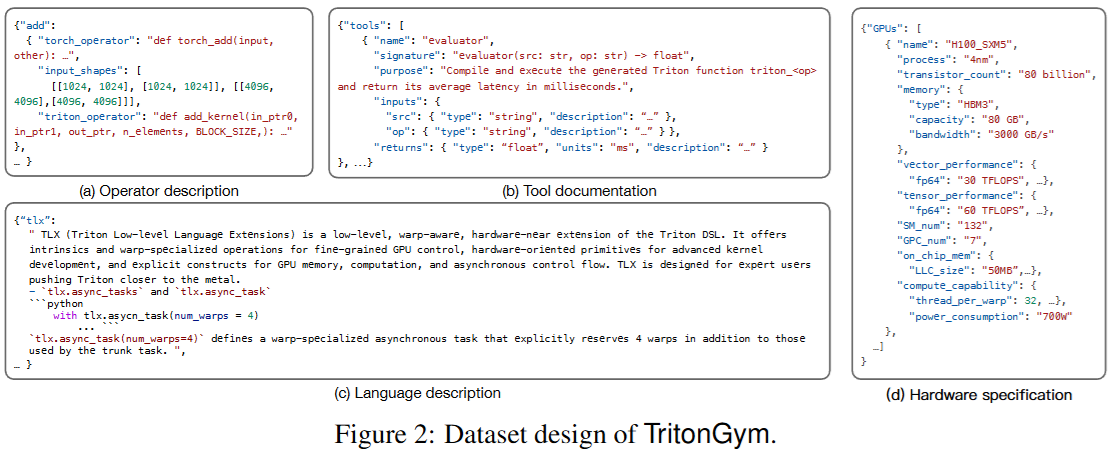 {"add":
{ "torch_operator": "def torch_add(input,
other): …",
"input_shapes": [
[[1024, 1024], [1024, 1024]], [[4096,
4096],[4096, 4096]]],
"triton_operator": "def add_kernel(in_ptr0,
in_ptr1, out_ptr, n_elements, BLOCK_SIZE,): …"
},
… }
(a) Operator description
{"tools": [
{ "name": "evaluator",
"signature": "evaluator(src: str, op: str) -> float",
"purpose": "Compile and execute the generated Triton function triton_<op>
and return its average latency in milliseconds.",
"inputs": {
"src": { "type": "string", "description": “…” },
"op": { "type": "string", "description": “…” } },
"returns": { "type": “float”, "units": "ms", "description": “…” }
}, ...}
(b) Tool documentation
{“tlx”:
" TLX (Triton Low-level Language Extensions) is a low-level, warp-aware, hardware-near extension of the Triton DSL. It offers
intrinsics and warp-specialized operations for fine-grained GPU control, hardware-oriented primitives for advanced kernel
development, and explicit constructs for GPU memory, computation, and asynchronous control flow. TLX is designed for expert users
pushing Triton closer to the metal.
- `tlx.async_tasks` and `tlx.async_task`
```python
with tlx.asycn_task(num_warps = 4)
... ```
`tlx.async_task(num_warps=4)` defines a warp-specialized asynchronous task that explicitly reserves 4 warps in addition to those
used by the trunk task. ",
… }
(c) Language description
{"GPUs": [
{ "name": "H100_SXM5",
"process": "4nm",
"transistor_count": "80 billion",
"memory": {
"type": "HBM3",
"capacity": "80 GB",
"bandwidth": "3000 GB/s"
},
"vector_performance": {
"fp64": "30 TFLOPS", …},
"tensor_performance": {
"fp64": "60 TFLOPS”, …},
"SM_num": "132",
"GPC_num": "7",
"on_chip_mem": {
"LLC_size": "50MB”,…},
"compute_capability": {
"thread_per_warp": 32, …},
"power_consumption": "700W"
},
…]
}
(d) Hardware specification
Figure 2: Dataset design of TritonGym.